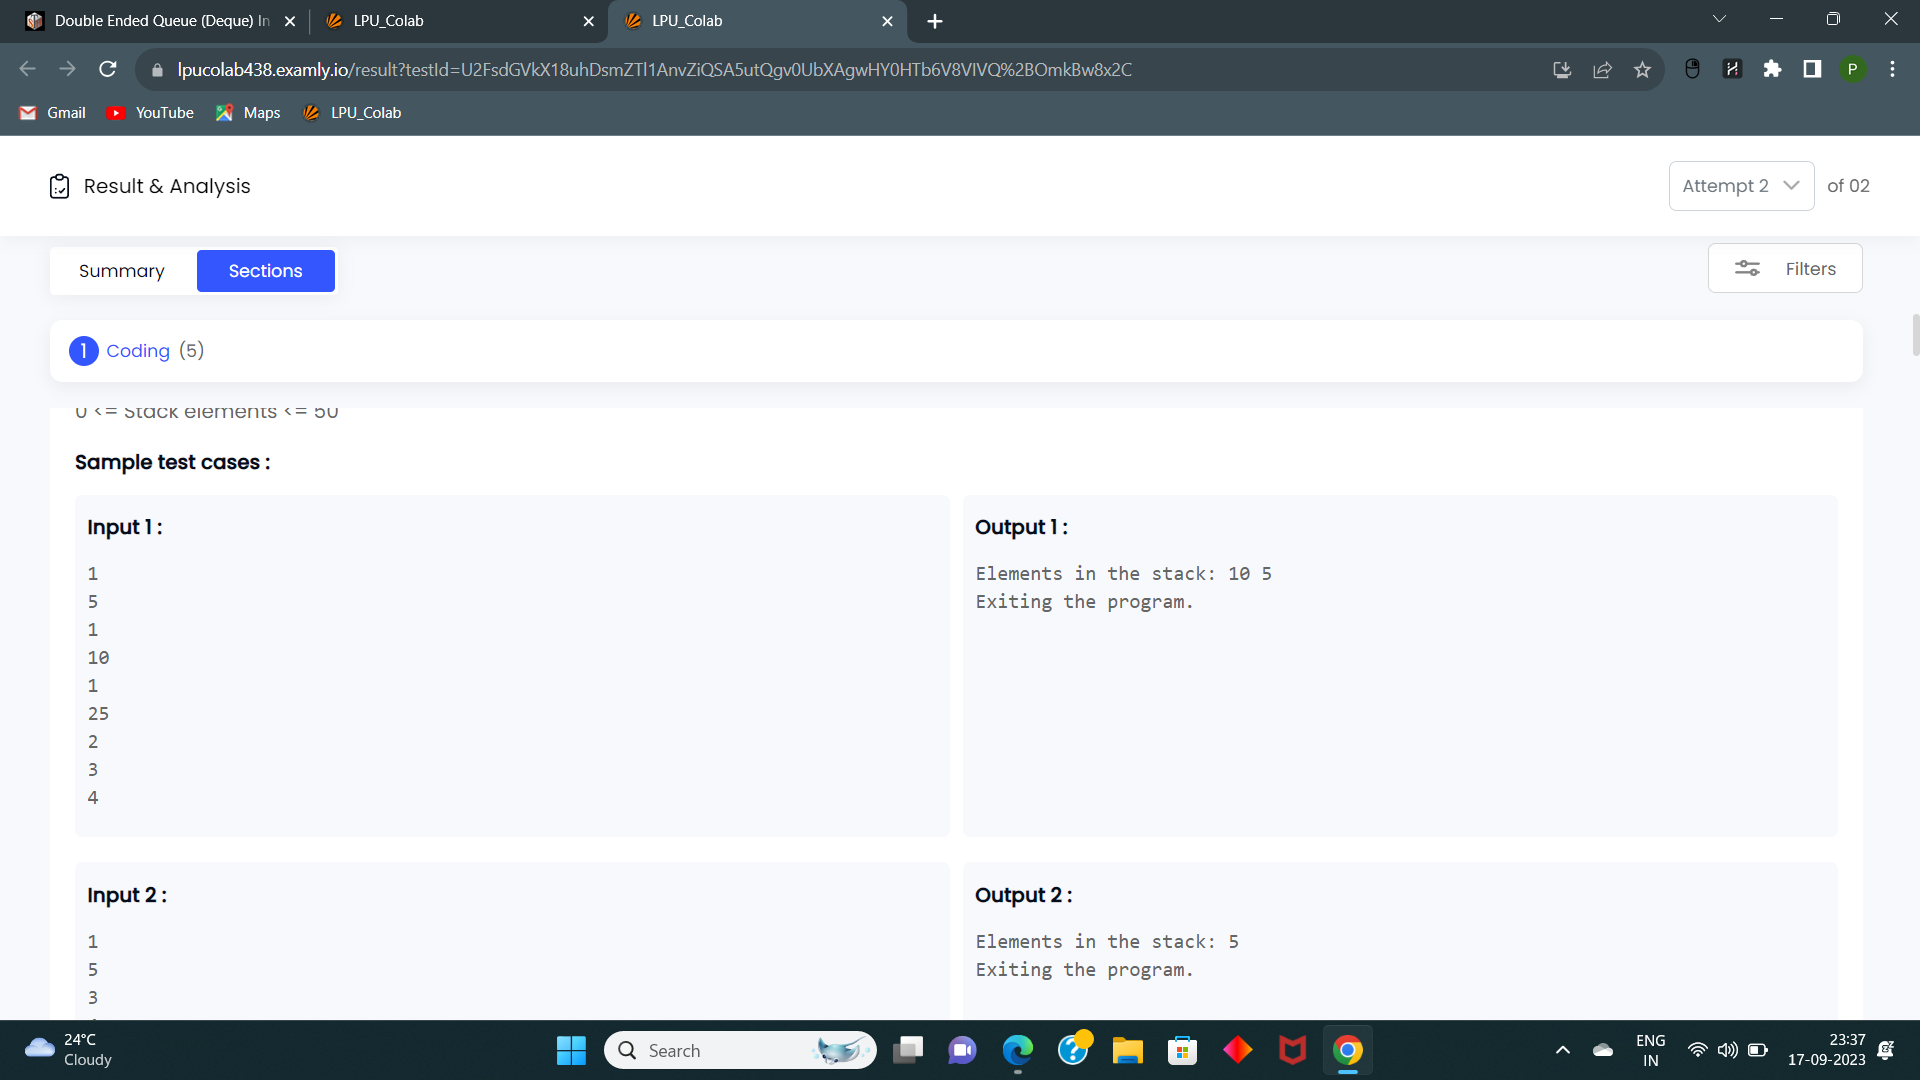 Double Ended Queue (Deque) In
LPU_Colab
LPU_Colab
lpucolab438.examly.io/result?testId=U2FsdGVkX18uhDsmZTl1AnvZiQSA5utQgv0UbXAgwHY0HTb6V8VlVQ%2BOmkBw8x2C
P
Gmail
YouTube
Maps
LPU_Colab
Result & Analysis
Attempt 2
of 02
Summary
Sections
Filters
1 Coding (5)
0 <= Stack elements <= 50
Sample test cases :
Input 1 :
1
5
1
10
1
25
2
3
4
Output 1 :
Elements in the stack: 10 5
Exiting the program.
Input 2 :
1
5
3
Output 2 :
Elements in the stack: 5
Exiting the program.
24°C
Cloudy
Search
ENG
IN
23:37
17-09-2023